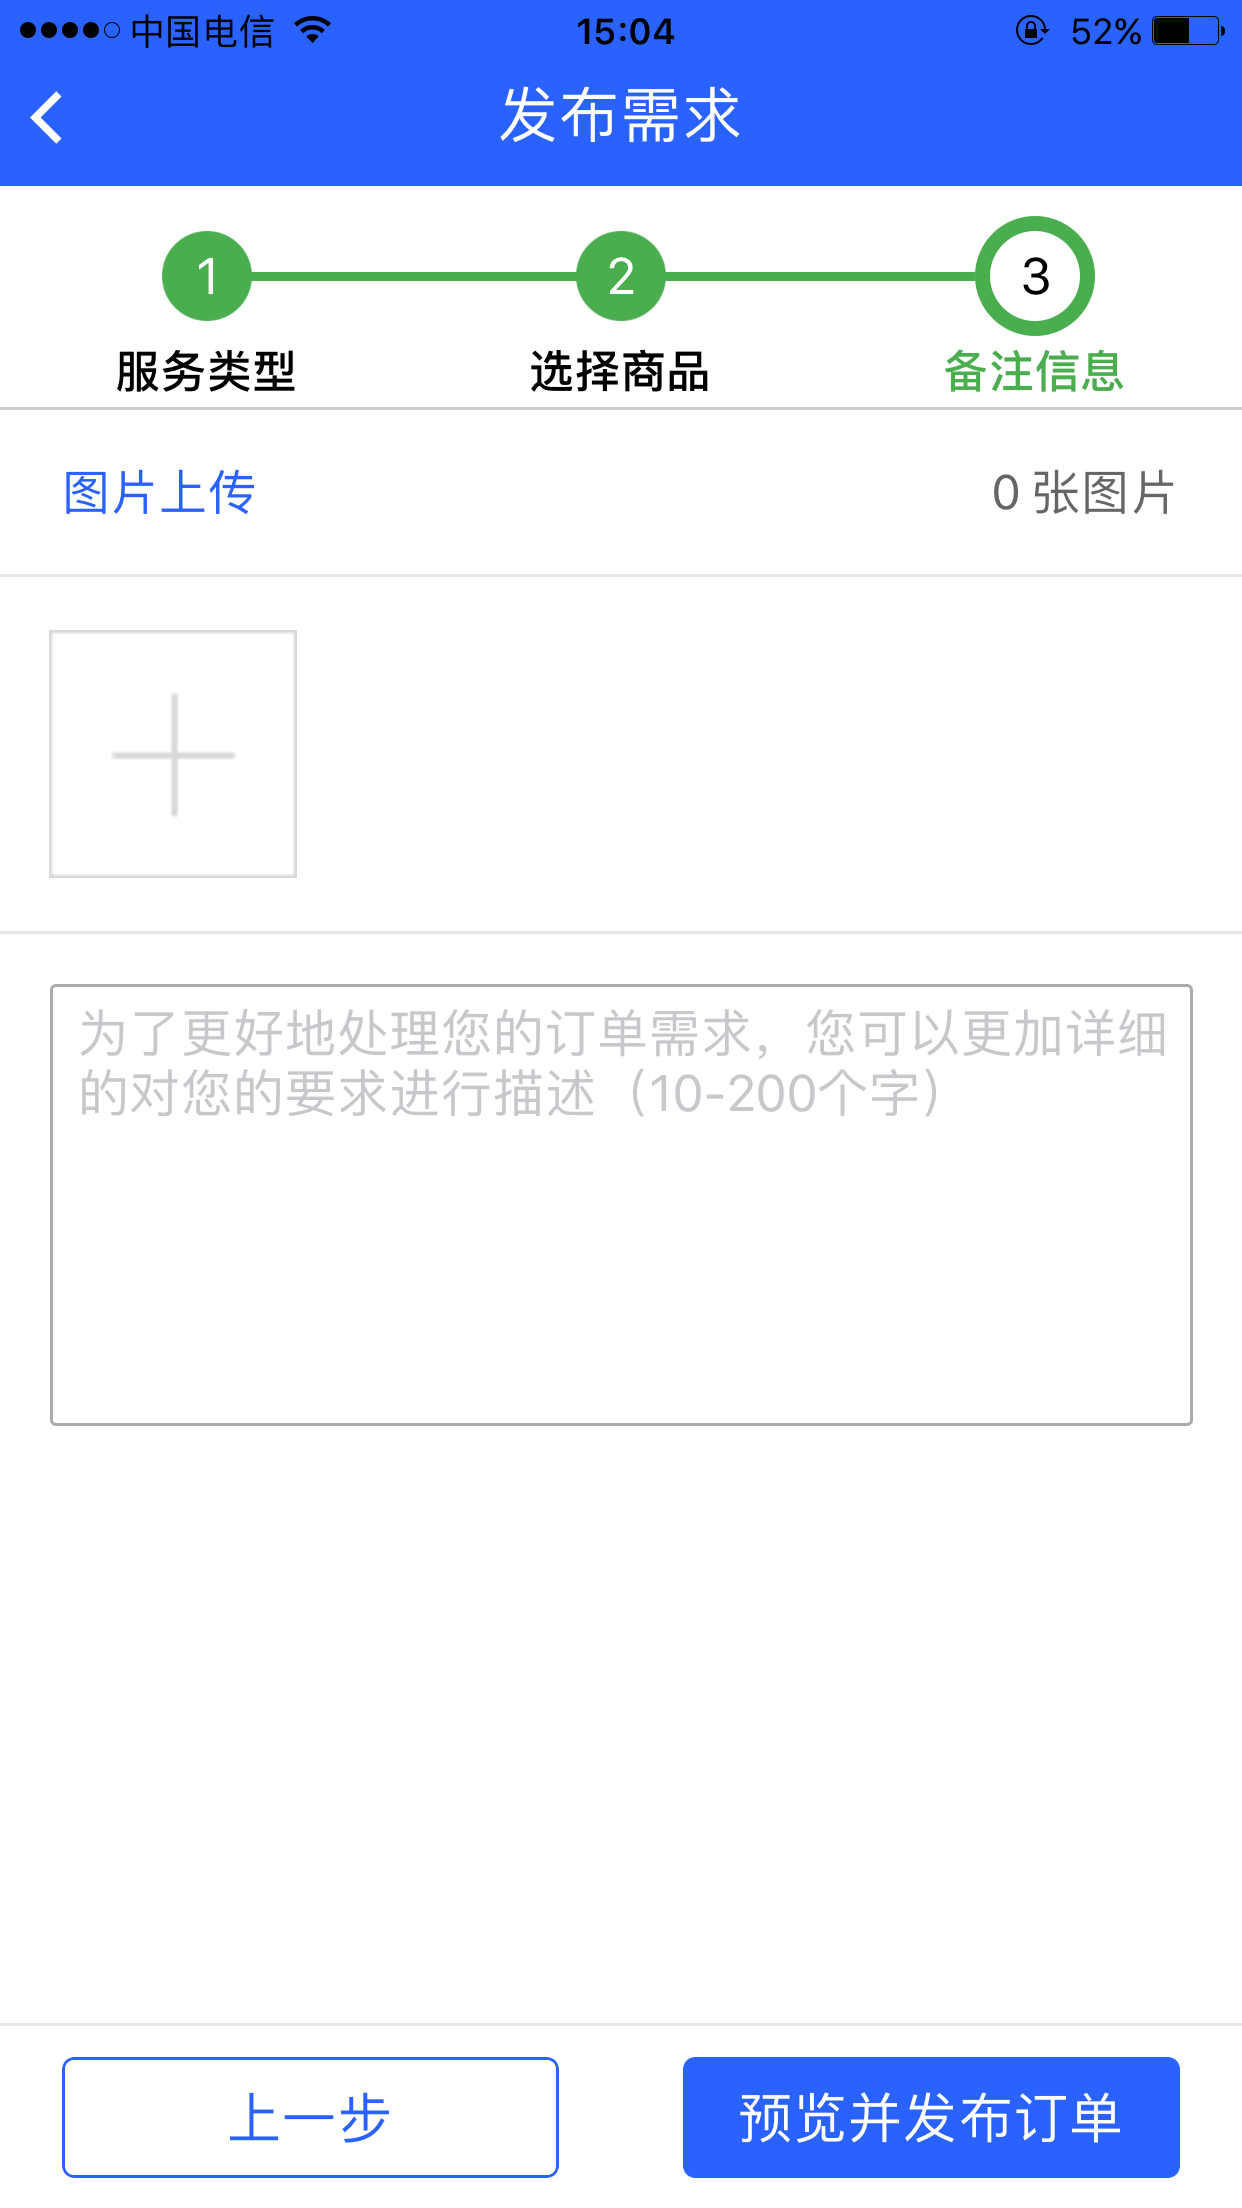 中国电信 15:04 52%
发布需求
1 2 3
服务类型 选择商品 备注信息
图片上传 0 张图片
为了更好地处理您的订单需求，您可以更加详细
的对您的要求进行描述（10-200个字）
上一步 预览并发布订单